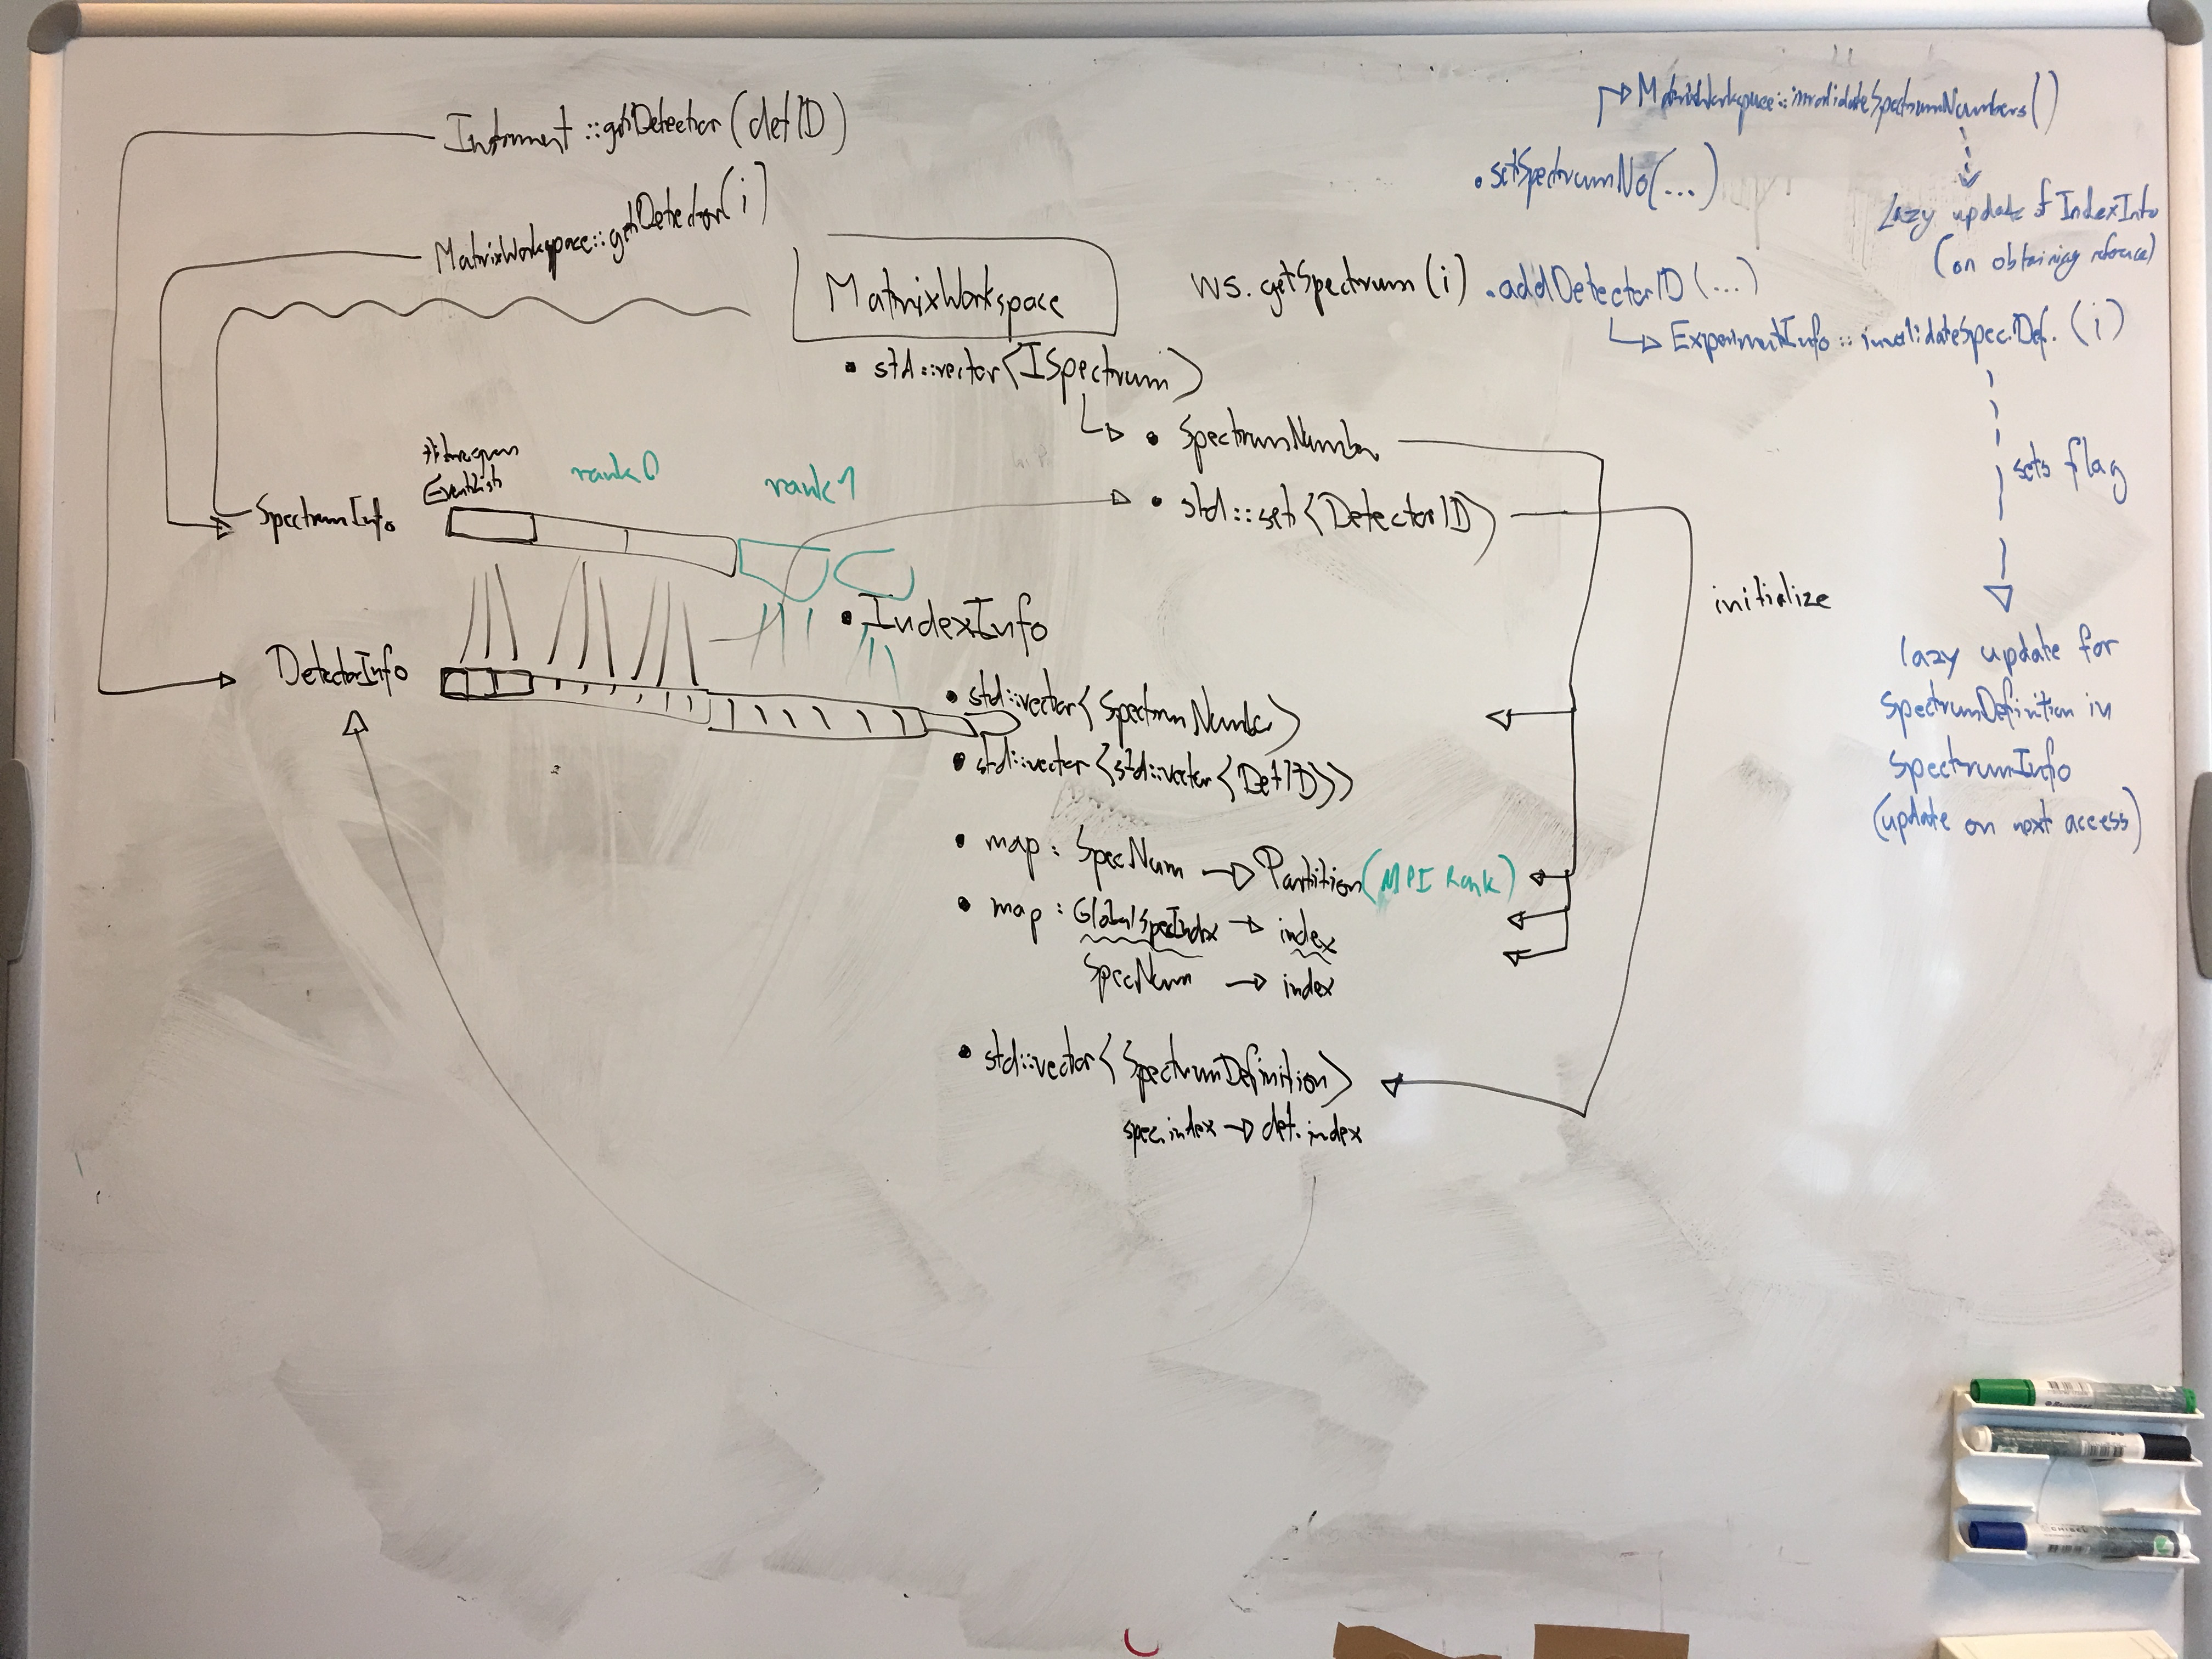 Instrument::getDetector(detID)
MatrixWorkspace::getDetector(i)
MatrixWorkspace
• std::vector<ISpectrum>
• SpectrumNumber
• std::set<DetectorID>
Histogram
EventLists
rank 0
rank 1
SpectrumInfo
DetectorInfo
• IndexInfo
• std::vector<SpectrumNumber>
• std::vector<std::vector<DetID>>
• map: SpecNum → Partition (MPI Rank)
• map: GlobalSpecIndex → index
SpecNum → index
• std::vector<SpectrumDefinition>
spec.index → det.index
initialize
MatrixWorkspace::invalidateSpectrumNumbers()
.setSpectrumNo(...)
Lazy update of IndexInfo
(on obtaining reference)
ws.getSpectrum(i).addDetectorID(...)
ExperimentInfo::invalidateSpec.Def.(i)
sets flag
lazy update for
SpectrumDefinition in
SpectrumInfo
(update on next access)